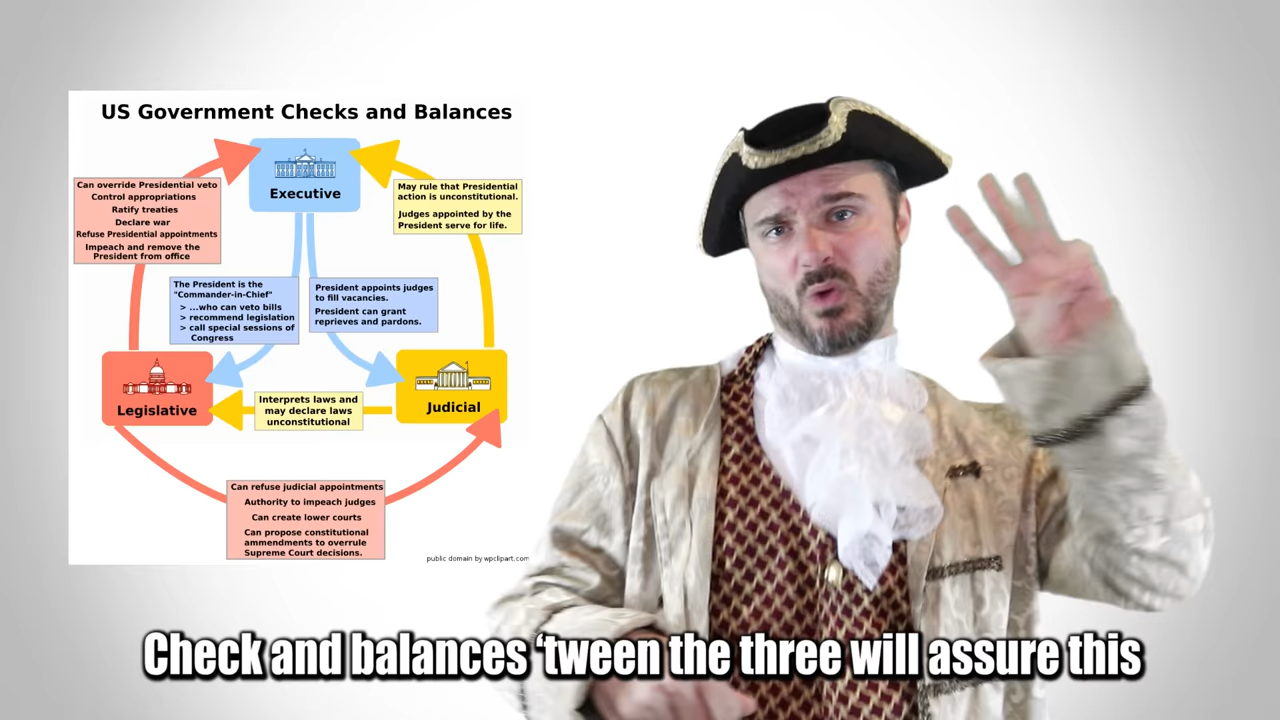 US Government Checks and Balances
Executive
Can override Presidential veto
Control appropriations
Ratify treaties
Declare war
Refuse Presidential appointments
Impeach and remove the
President from office
May rule that Presidential
action is unconstitutional.
Judges appointed by the
President serve for life.
The President is the
"Commander-in-Chief"
> ...who can veto bills
> recommend legislation
> call special sessions of
Congress
President appoints judges
to fill vacancies.
President can grant
reprieves and pardons.
Legislative
Interprets laws and
may declare laws
unconstitutional
Judicial
Can refuse judicial appointments
Authority to impeach judges
Can create lower courts
Can propose constitutional
ammendments to overrule
Supreme Court decisions.
public domain by wpclipart.com
Check and balances ‘tween the three will assure this